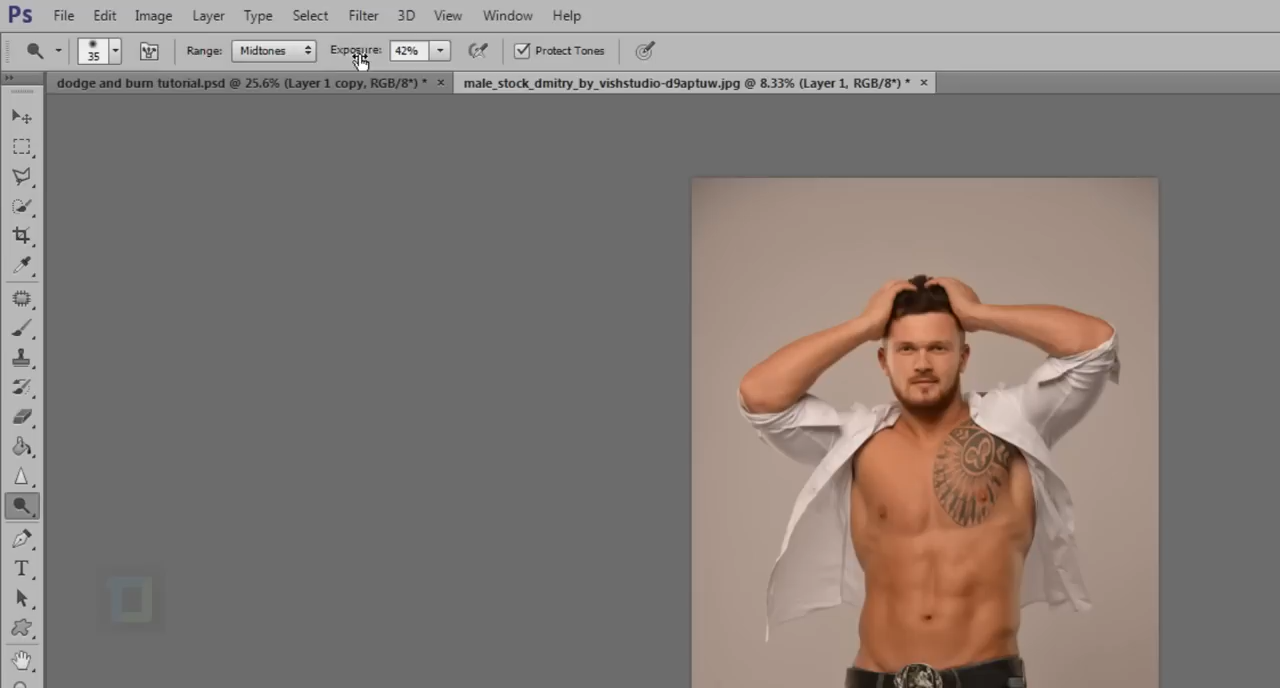 Ps File Edit Image Layer Type Select Filter 3D View Window Help
35 Range: Midtones Exposure: 42% Protect Tones
dodge and burn tutorial.psd @ 25.6% (Layer 1 copy, RGB/8*) * × male_stock_dmitry_by_vishstudio-d9aptuw.jpg @ 8.33% (Layer 1, RGB/8*) * ×
T